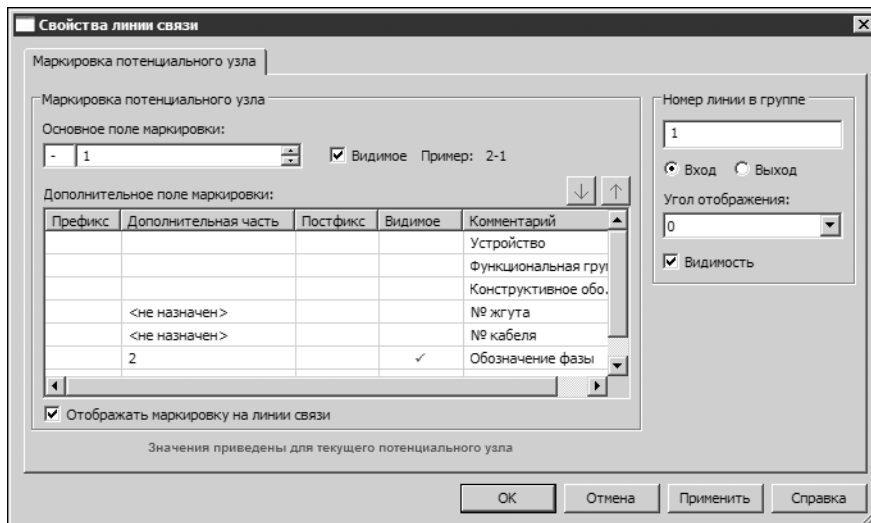 Свойства линии связи
Маркировка потенциального узла
Маркировка потенциального узла
Основное поле маркировки:
- 1 Видимое Пример: 2-1
Дополнительное поле маркировки:
Префикс Дополнительная часть Постфикс Видимое Комментарий
Устройство
Функциональная гру
Конструктивное обо.
<не назначен> № жгута
<не назначен> № кабеля
2 ✓ Обозначение фазы
Отображать маркировку на линии связи
Значения приведены для текущего потенциального узла
Номер линии в группе
1
Вход Выход
Угол отображения:
0
Видимость
ОК Отмена Применить Справка